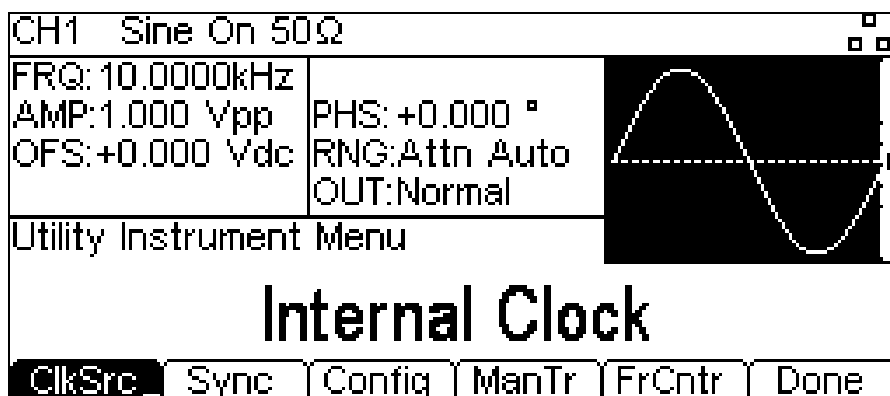 CH1 Sine On 50Ω
FRQ:10.0000kHz
AMP:1.000 Vpp
OFS:+0.000 Vdc
PHS:+0.000 °
RNG:Attn Auto
OUT:Normal
Utility Instrument Menu
Internal Clock
ClkSrc Sync Config ManTr FrCntr Done